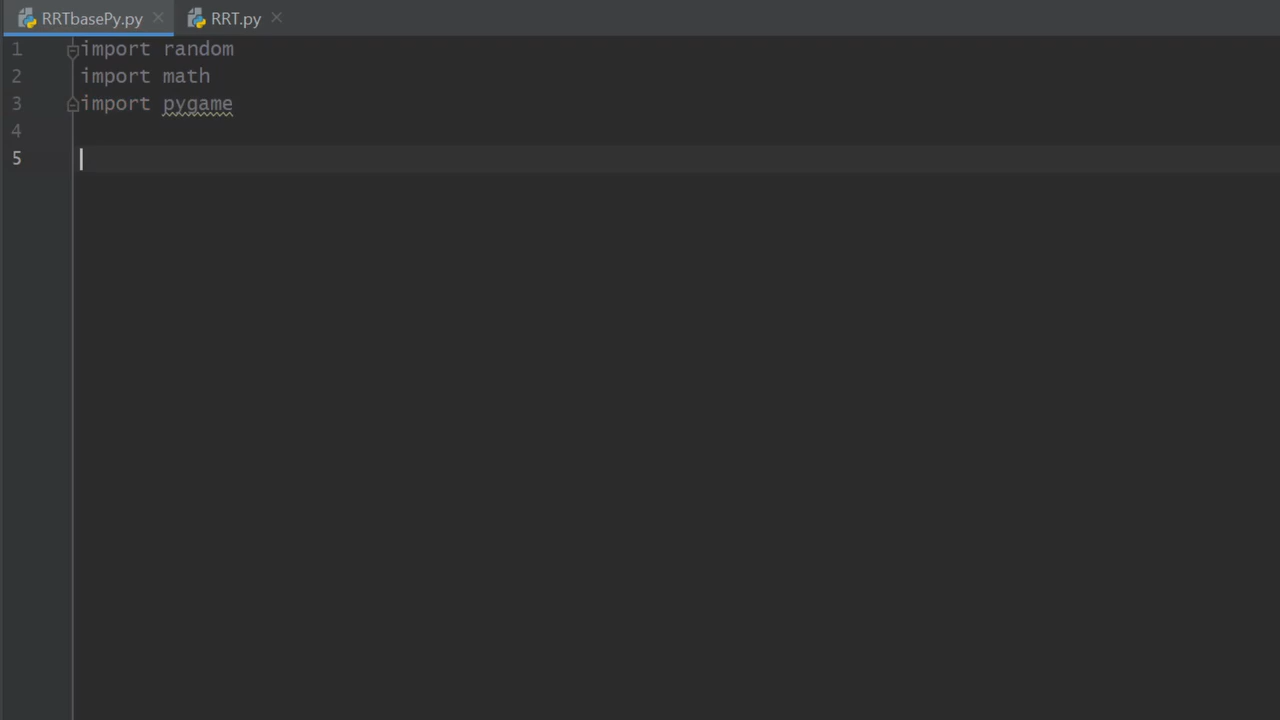 RRTbasePy.py RRT.py
1 import random
2 import math
3 import pygame
4
5